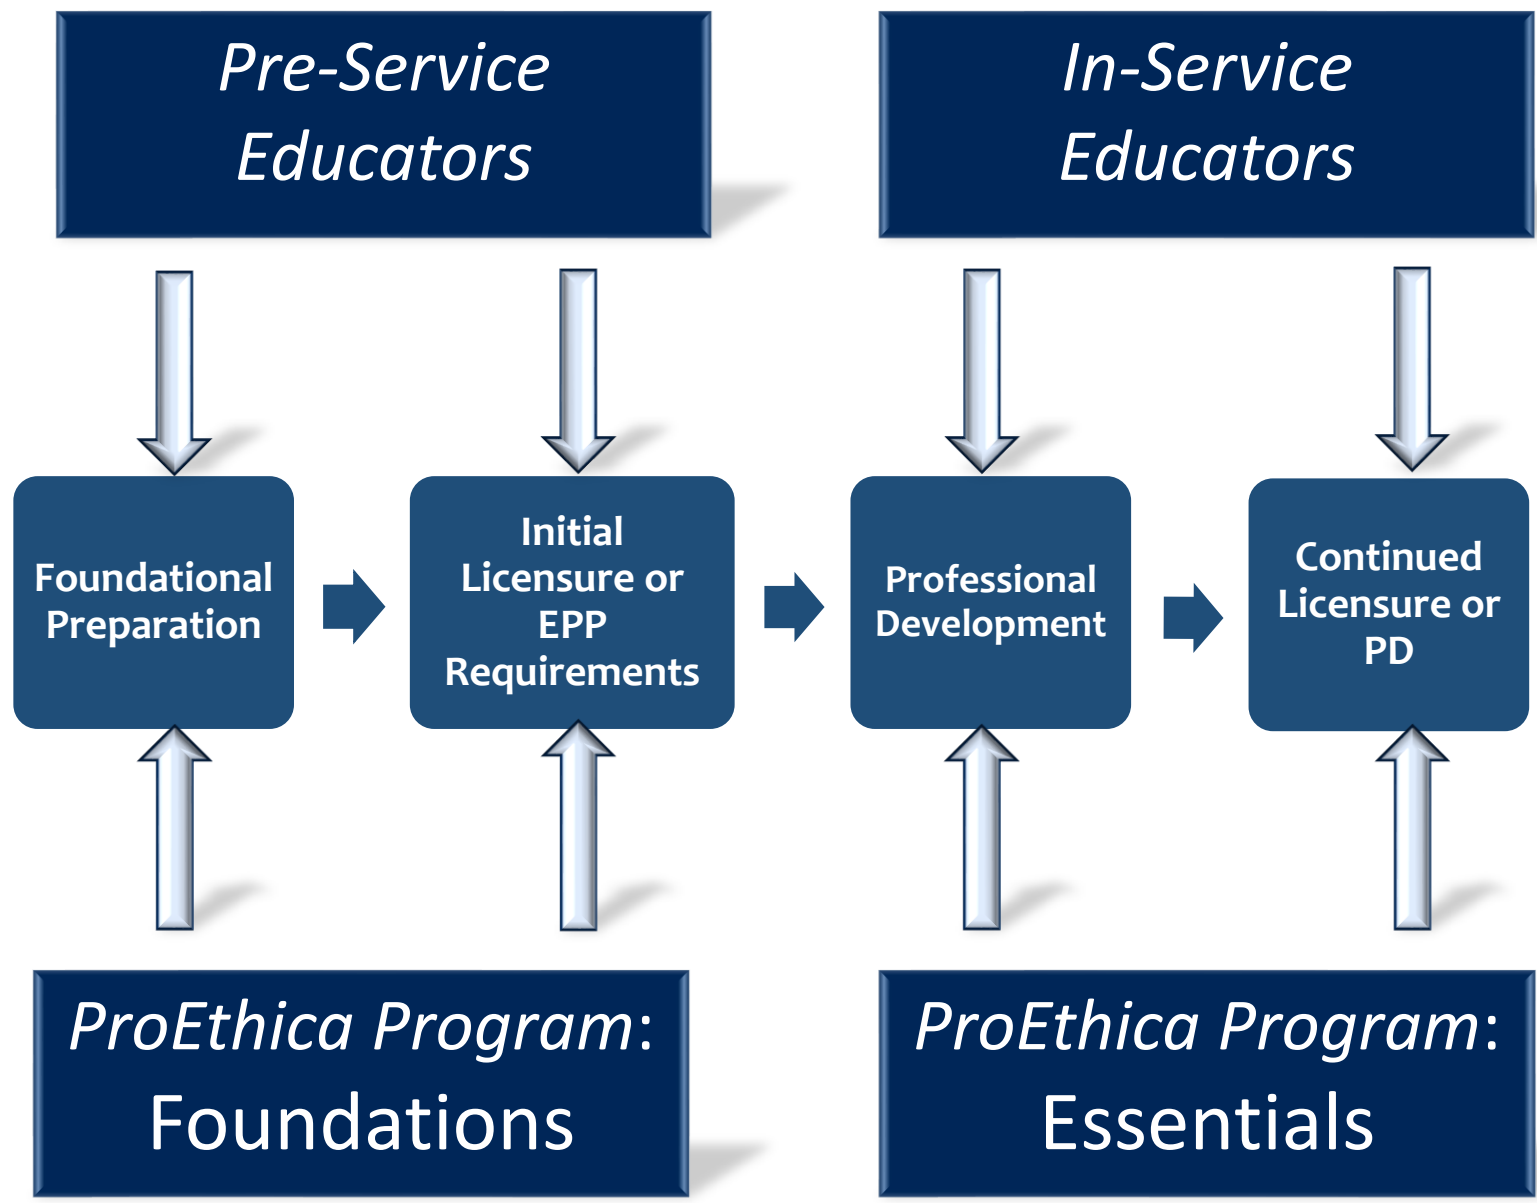 Pre-Service
Educators
In-Service
Educators
Foundational
Preparation
Initial
Licensure or
EPP
Requirements
Professional
Development
Continued
Licensure or
PD
ProEthica Program:
Foundations
ProEthica Program:
Essentials